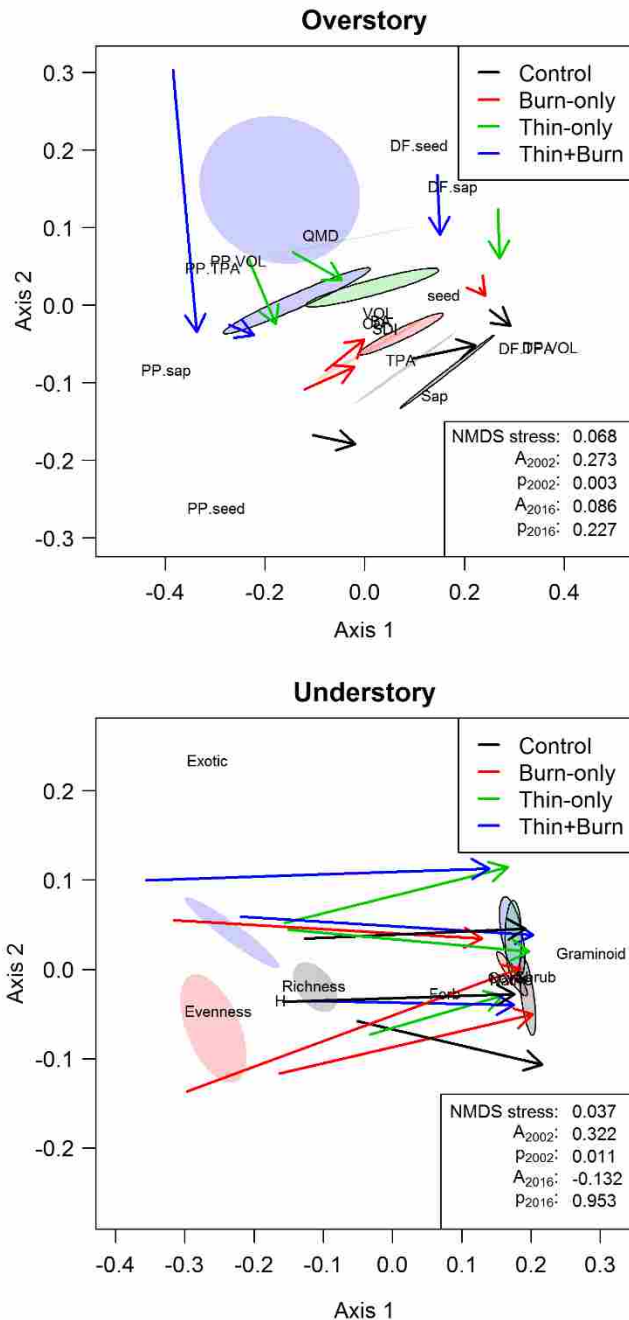 Overstory
Control
Burn-only
Thin-only
Thin+Burn
DF.seed
DF.sap
QMD
PP.VOL
PP.TPA
seed
VOL
BA
SDI
TPA
DF.TPA
DF.VOL
PP.sap
Sap
PP.seed
NMDS stress: 0.068
A2002: 0.273
p2002: 0.003
A2016: 0.086
p2016: 0.227
0.3
0.2
0.1
0.0
-0.1
-0.2
-0.3
Axis 2
-0.4 -0.2 0.0 0.2 0.4
Axis 1
Understory
Control
Burn-only
Thin-only
Thin+Burn
Exotic
Graminoid
Richness
H
Forb
Evenness
NMDS stress: 0.037
A2002: 0.322
p2002: 0.011
A2016: -0.132
p2016: 0.953
0.2
0.1
0.0
-0.1
-0.2
Axis 2
-0.4 -0.3 -0.2 -0.1 0.0 0.1 0.2 0.3
Axis 1